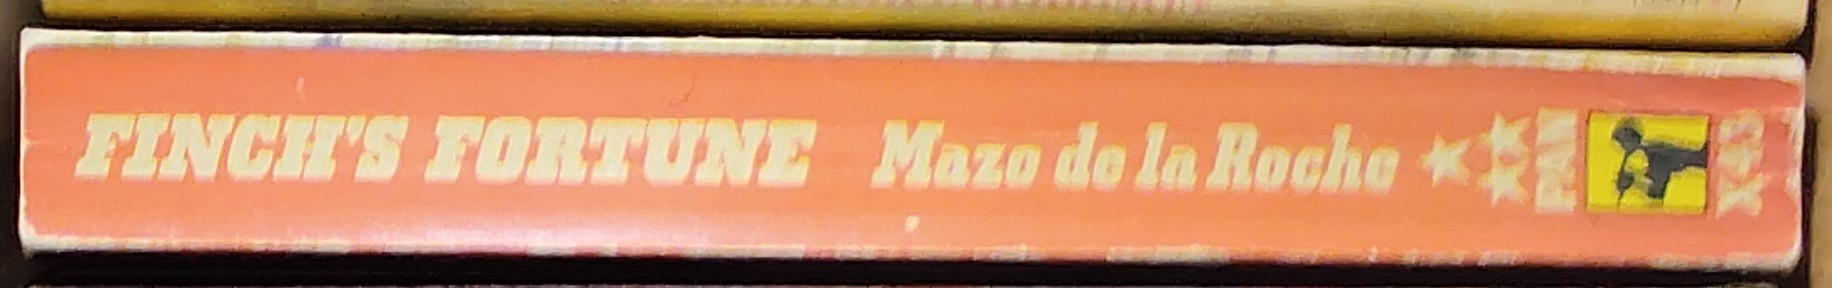 FINCH'S FORTUNE Mazo de la Roche
PAN